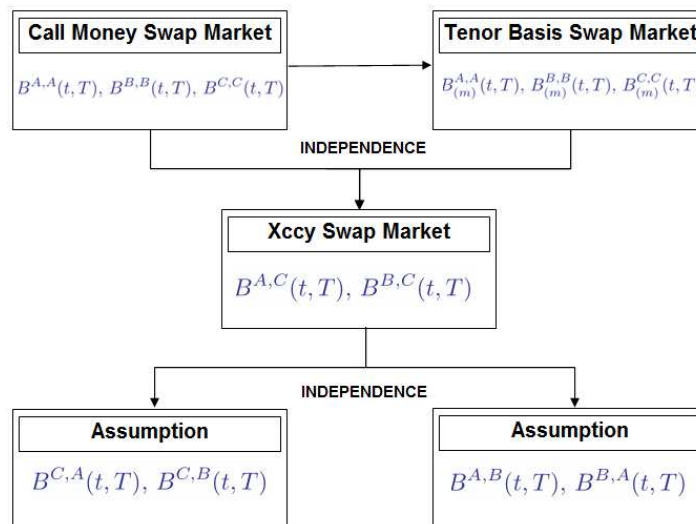 Call Money Swap Market
B^{A,A}(t,T), B^{B,B}(t,T), B^{C,C}(t,T)
Tenor Basis Swap Market
B^{A,A}_{(m)}(t,T), B^{B,B}_{(m)}(t,T), B^{C,C}_{(m)}(t,T
INDEPENDENCE
Xccy Swap Market
B^{A,C}(t,T), B^{B,C}(t,T)
INDEPENDENCE
Assumption
B^{C,A}(t,T), B^{C,B}(t,T)
Assumption
B^{A,B}(t,T), B^{B,A}(t,T)